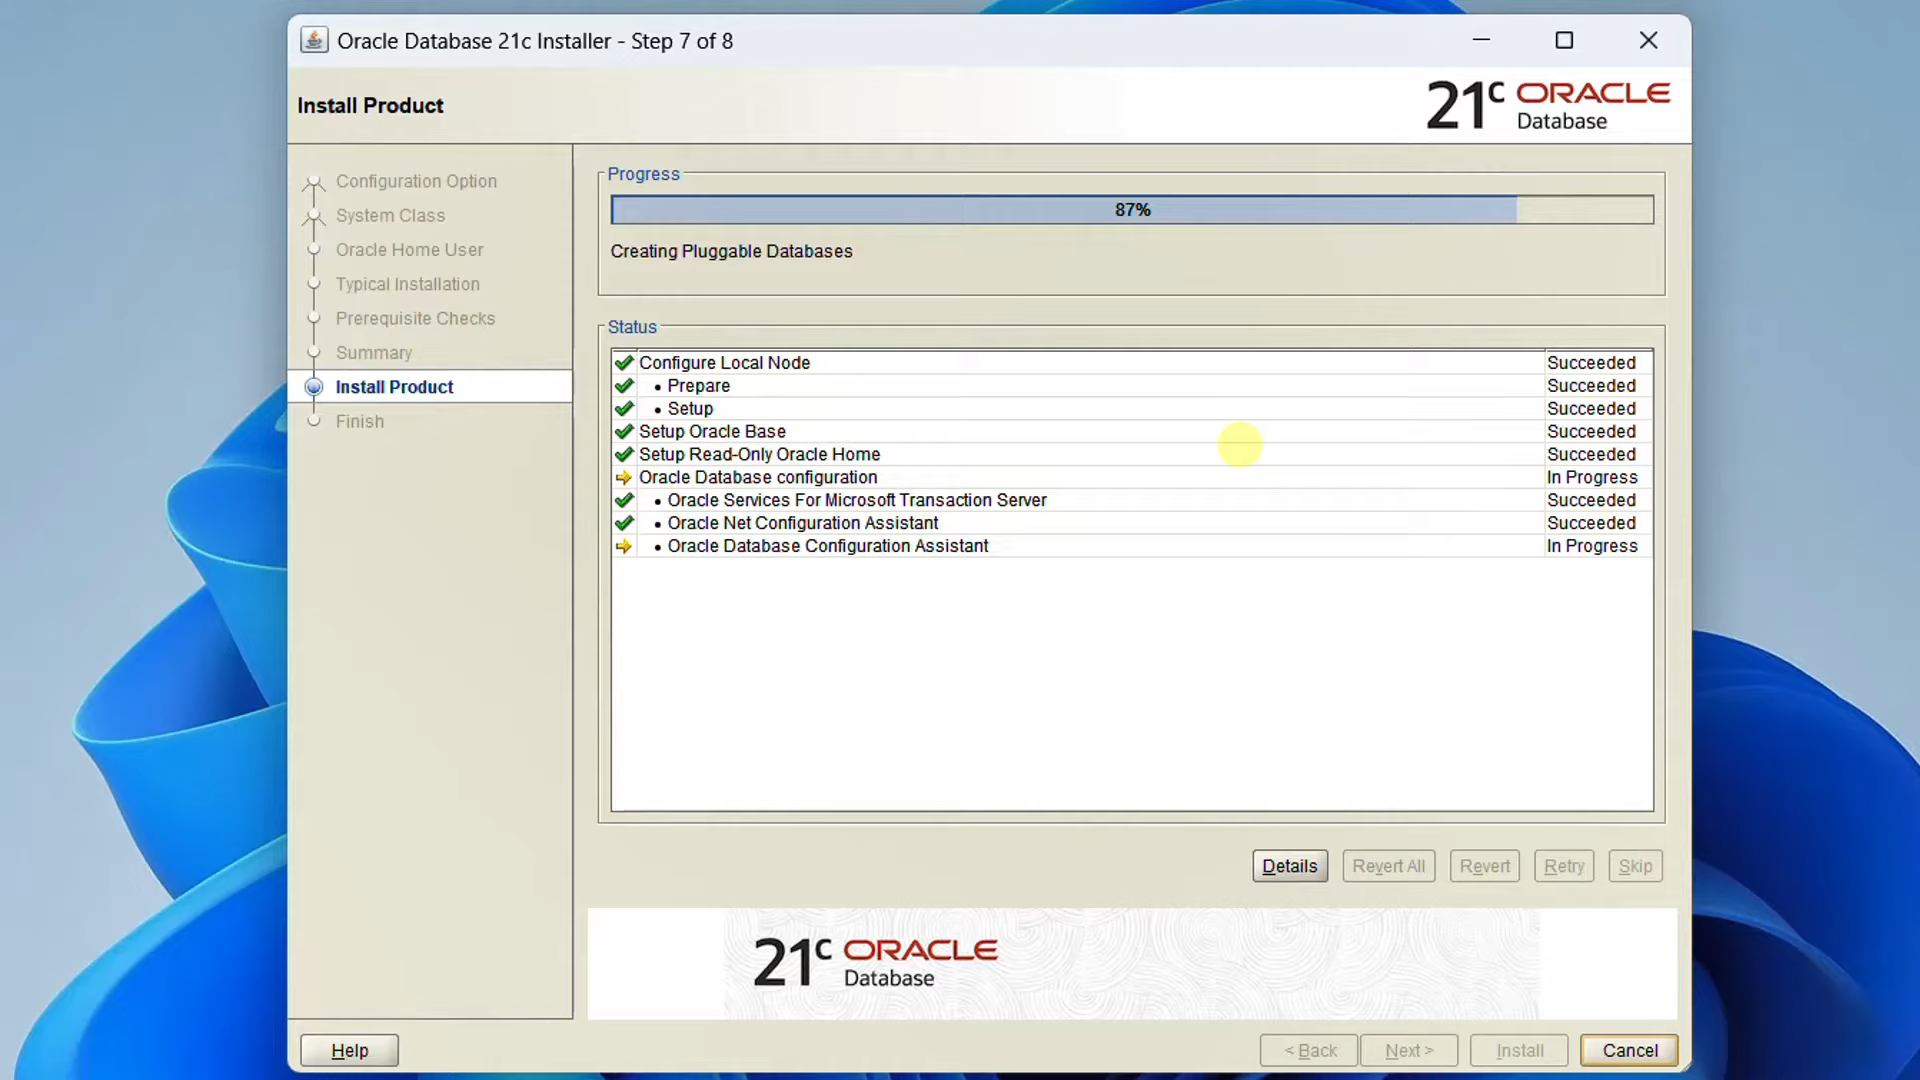 Oracle Database 21c Installer - Step 7 of 8
Install Product
21c ORACLE
Database
Configuration Option
System Class
Oracle Home User
Typical Installation
Prerequisite Checks
Summary
Install Product
Finish
Progress
87%
Creating Pluggable Databases
Status
Configure Local Node Succeeded
• Prepare Succeeded
• Setup Succeeded
Setup Oracle Base Succeeded
Setup Read-Only Oracle Home Succeeded
Oracle Database configuration In Progress
• Oracle Services For Microsoft Transaction Server Succeeded
• Oracle Net Configuration Assistant Succeeded
• Oracle Database Configuration Assistant In Progress
Details Revert All Revert Retry Skip
21c ORACLE
Database
Help < Back Next > Install Cancel